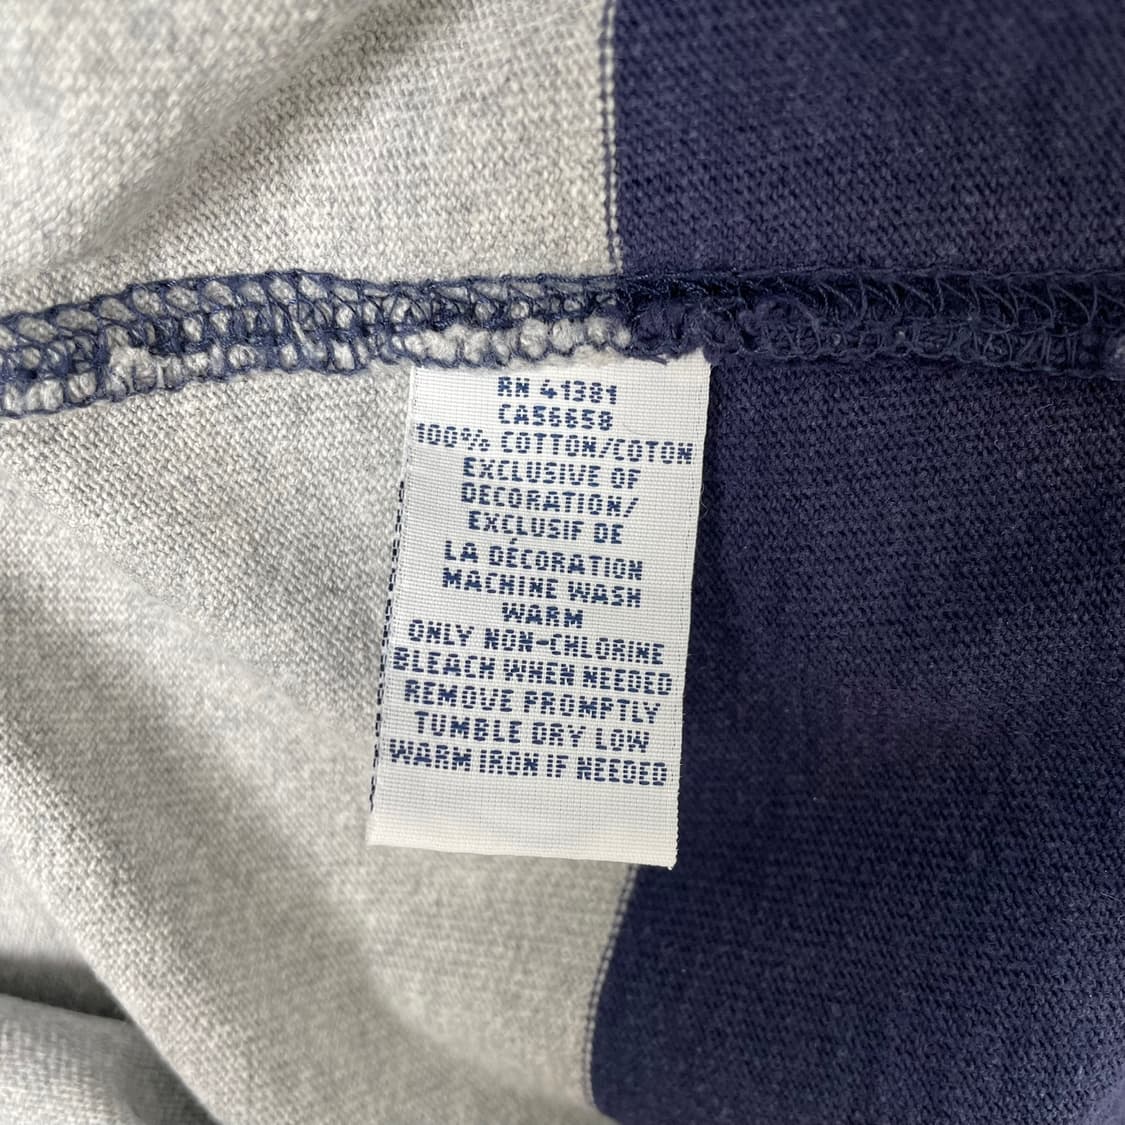 RN 41381
CA56658
100% COTTON/COTON
EXCLUSIVE OF
DECORATION/
EXCLUSIF DE
LA DÉCORATION
MACHINE WASH
WARM
ONLY NON-CHLORINE
BLEACH WHEN NEEDED
REMOVE PROMPTLY
TUMBLE DRY LOW
WARM IRON IF NEEDED